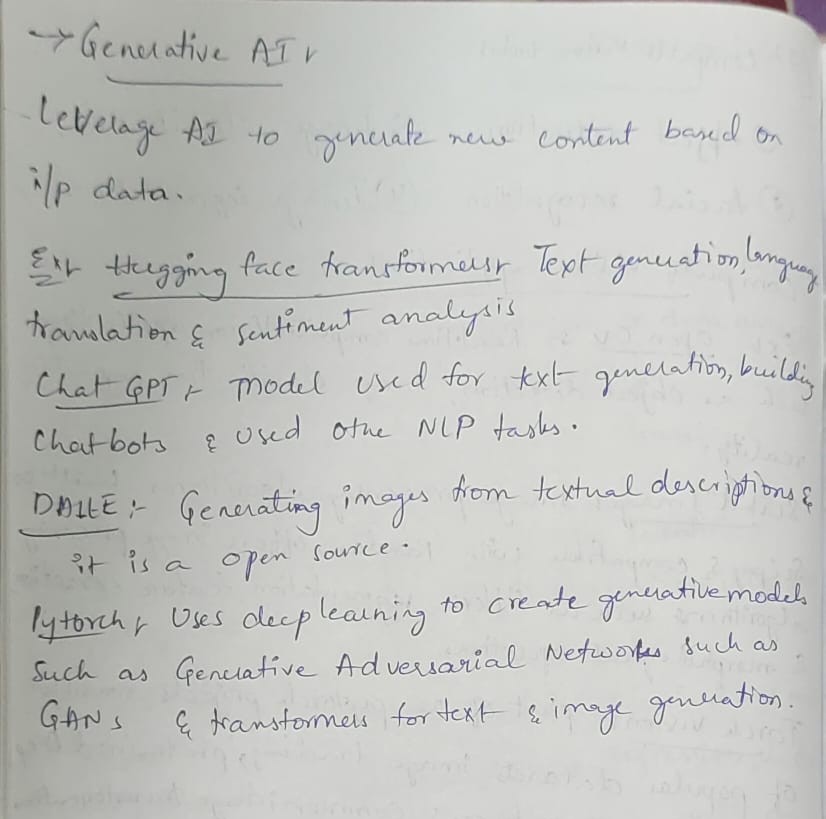 → Generative AI :-
Leverage AI to generate new content based on
i/p data.
Ex:- Hugging face transformers:- Text generation, language
translation & sentiment analysis
Chat GPT :- model used for text generation, building
Chatbots & used othe NLP tasks.
DALLE :- Generating images from textual descriptions &
it is a open source.
Pytorch :- Uses deep learning to create generative models
Such as Generative Adversarial Networks such as
GANs & transformers for text & image generation.